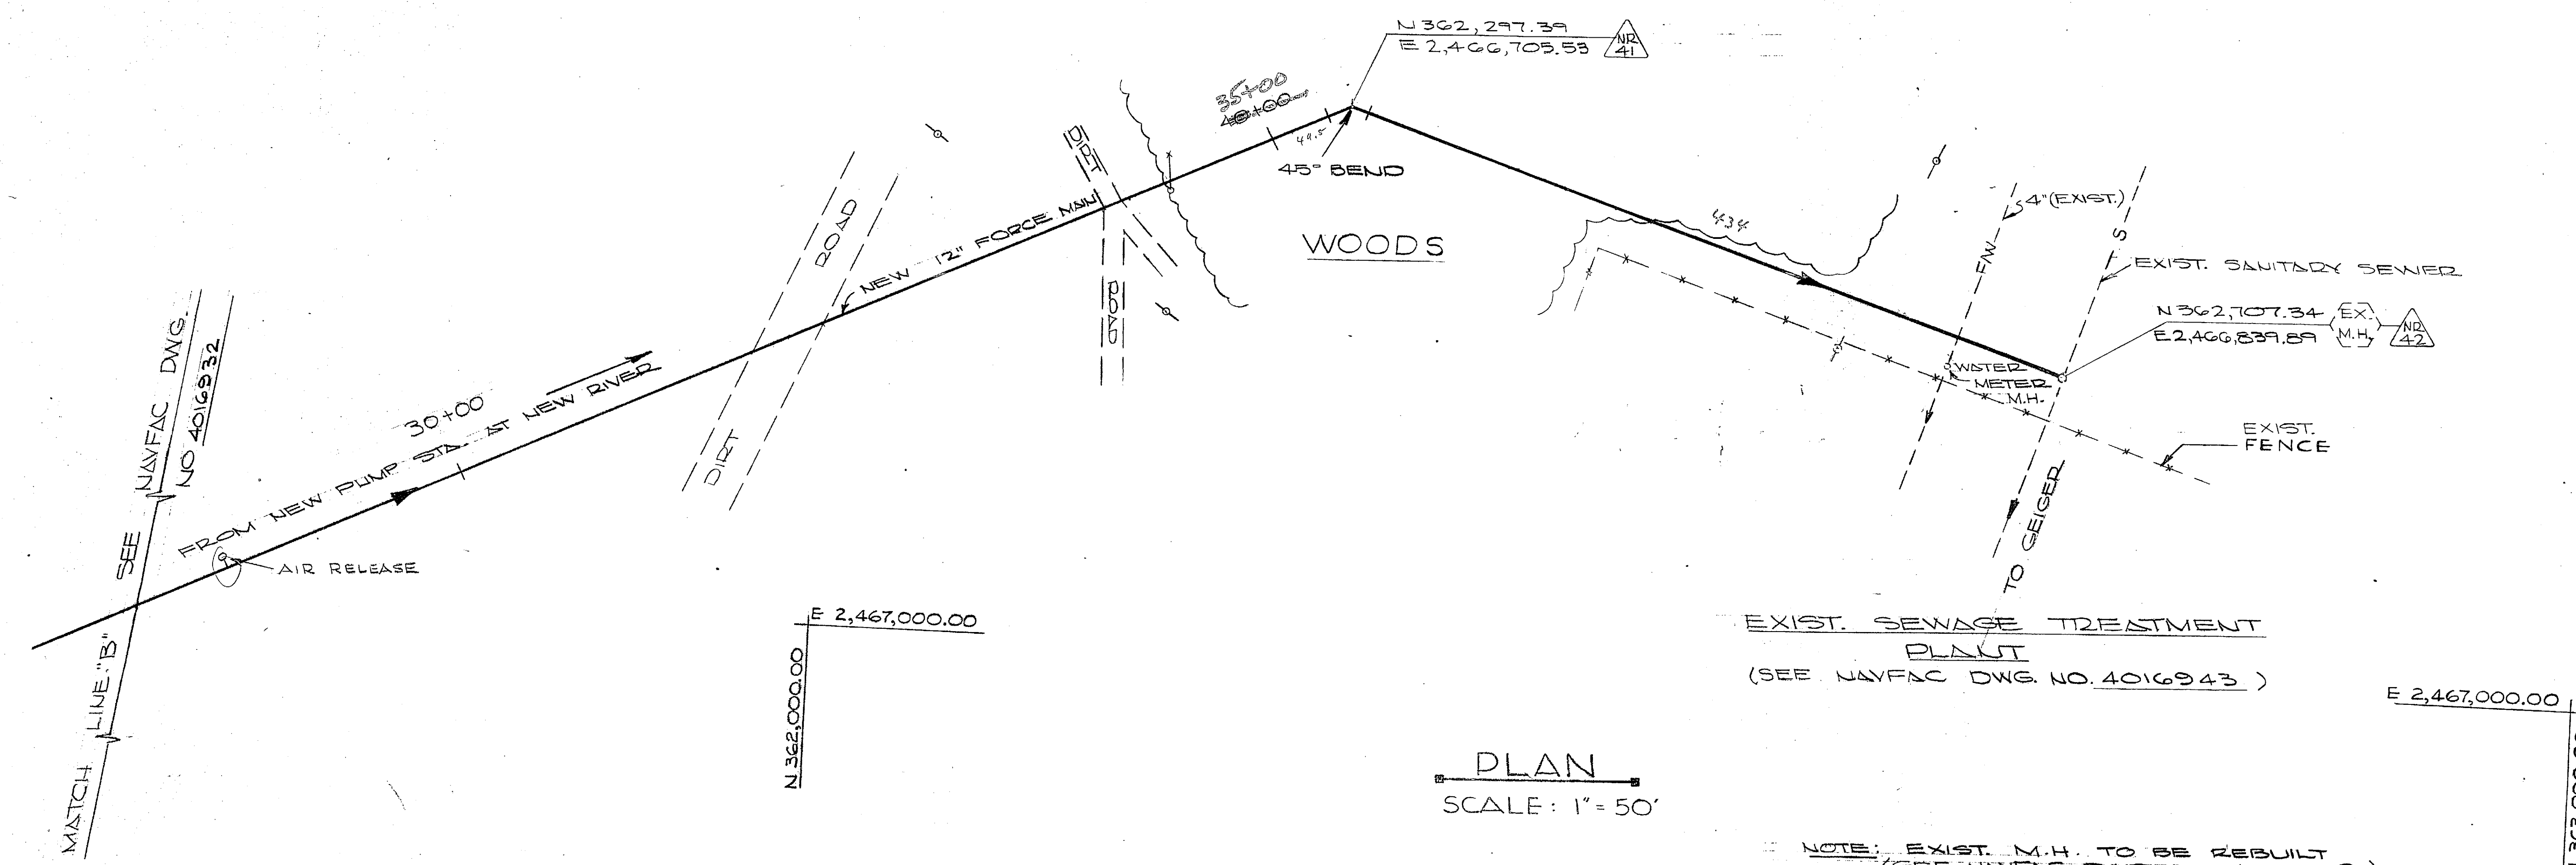 N 362,297.39
E 2,466,705.53
NR
41
35+00
49.5
45° BEND
DIRT
ROAD
ROAD
DIRT
NEW 12" FORCE MAIN
WOODS
434
4" (EXIST.)
FW
S
EXIST. SANITARY SEWER
N 362,707.34
E 2,466,839.89
EX.
M.H.
NR
42
WATER
METER
M.H.
EXIST.
FENCE
TO GEIGER
SEE NAVFAC DWG.
NO 4016932
MATCH LINE "B"
30+00
FROM NEW PUMP STA. AT NEW RIVER
AIR RELEASE
E 2,467,000.00
N 362,000.00
EXIST. SEWAGE TREATMENT
PLANT
(SEE NAVFAC DWG. NO. 4016943)
E 2,467,000.00
PLAN
SCALE: 1" = 50'
NOTE: EXIST. M.H. TO BE REBUILT